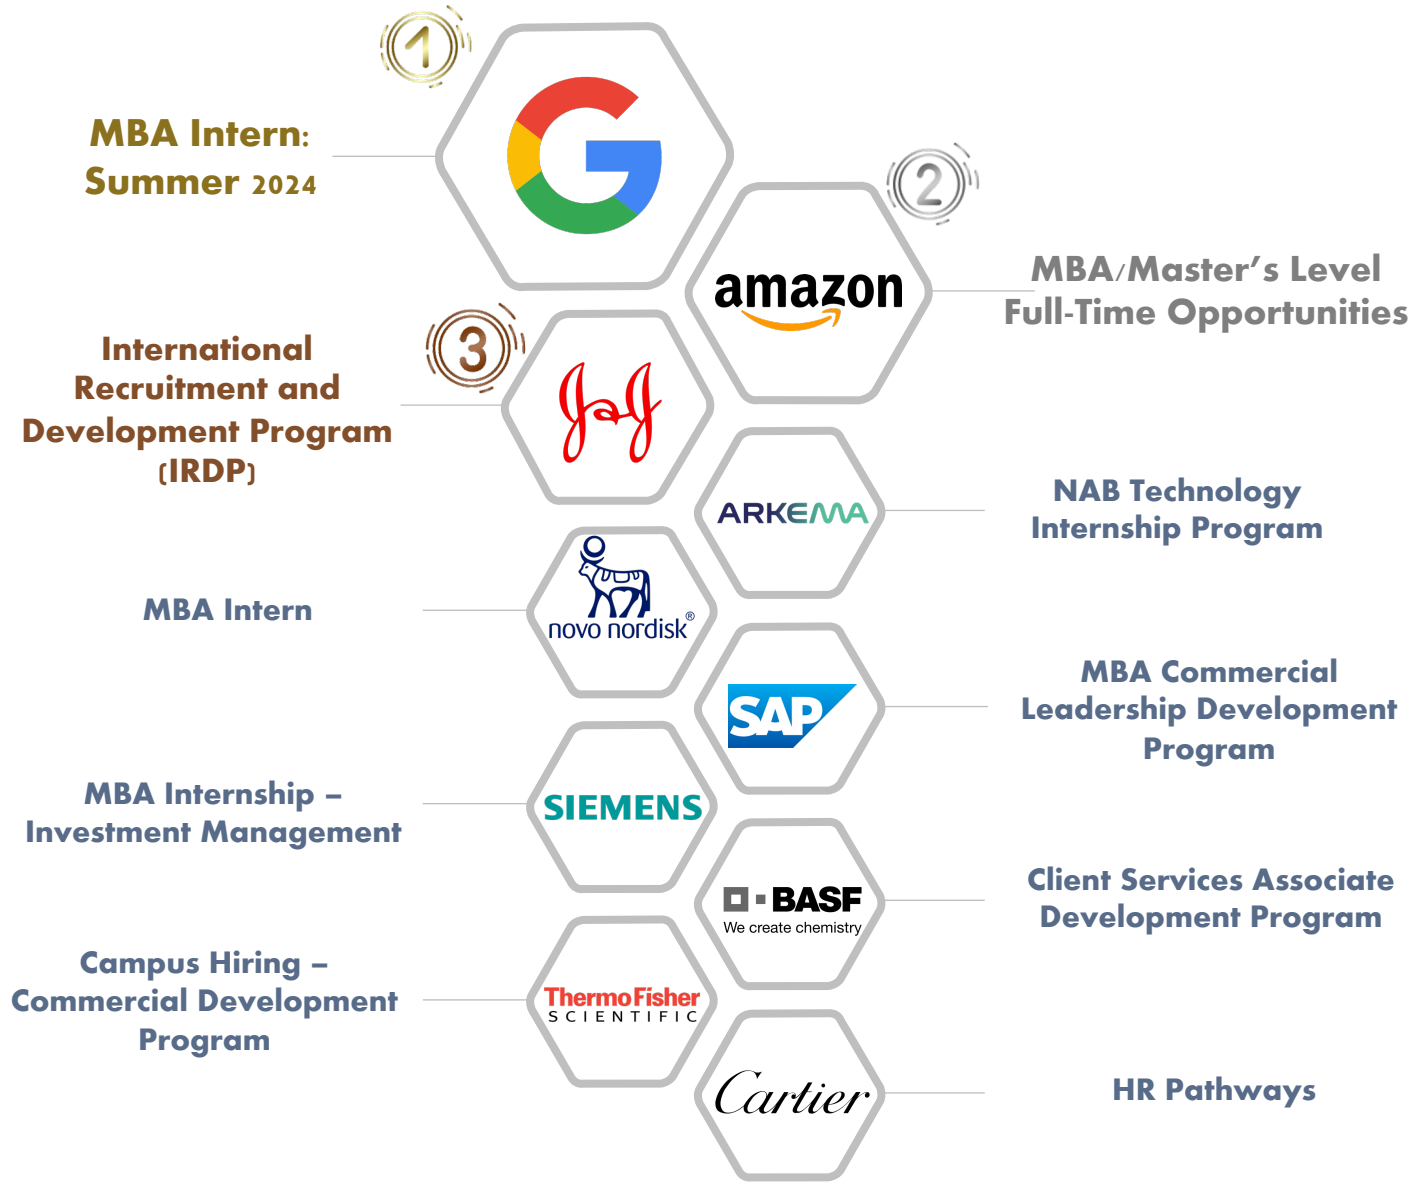 1
MBA Intern:
Summer 2024
G
2
amazon
MBA/Master’s Level
Full-Time Opportunities
3
International
Recruitment and
Development Program
(IRDP)
J&J
ARKEMA
NAB Technology
Internship Program
MBA Intern
novo nordisk®
SAP
MBA Commercial
Leadership Development
Program
MBA Internship –
Investment Management
SIEMENS
BASF
We create chemistry
Client Services Associate
Development Program
Campus Hiring –
Commercial Development
Program
ThermoFisher
SCIENTIFIC
Cartier
HR Pathways